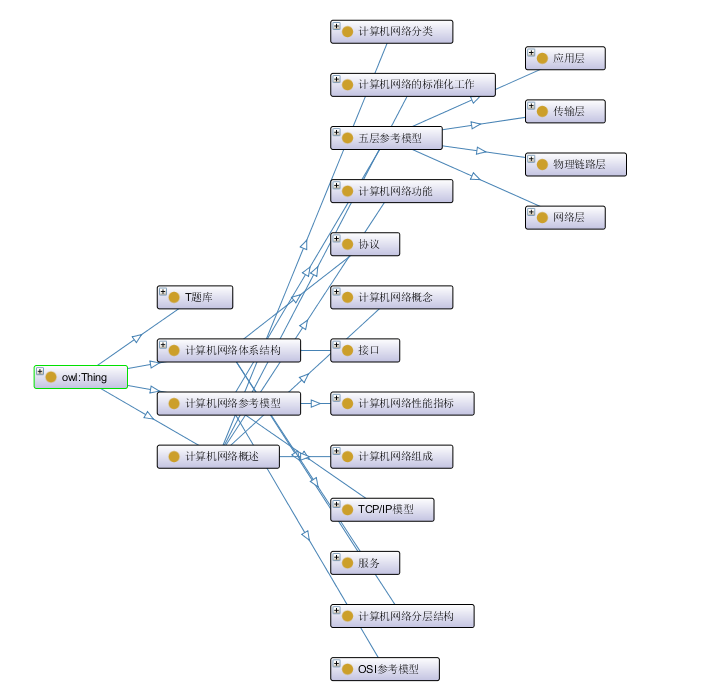 计算机网络分类
应用层
计算机网络的标准化工作
传输层
五层参考模型
物理链路层
计算机网络功能
网络层
协议
T题库
计算机网络概念
计算机网络体系结构
接口
owl:Thing
计算机网络参考模型
计算机网络性能指标
计算机网络概述
计算机网络组成
TCP/IP模型
服务
计算机网络分层结构
OSI参考模型